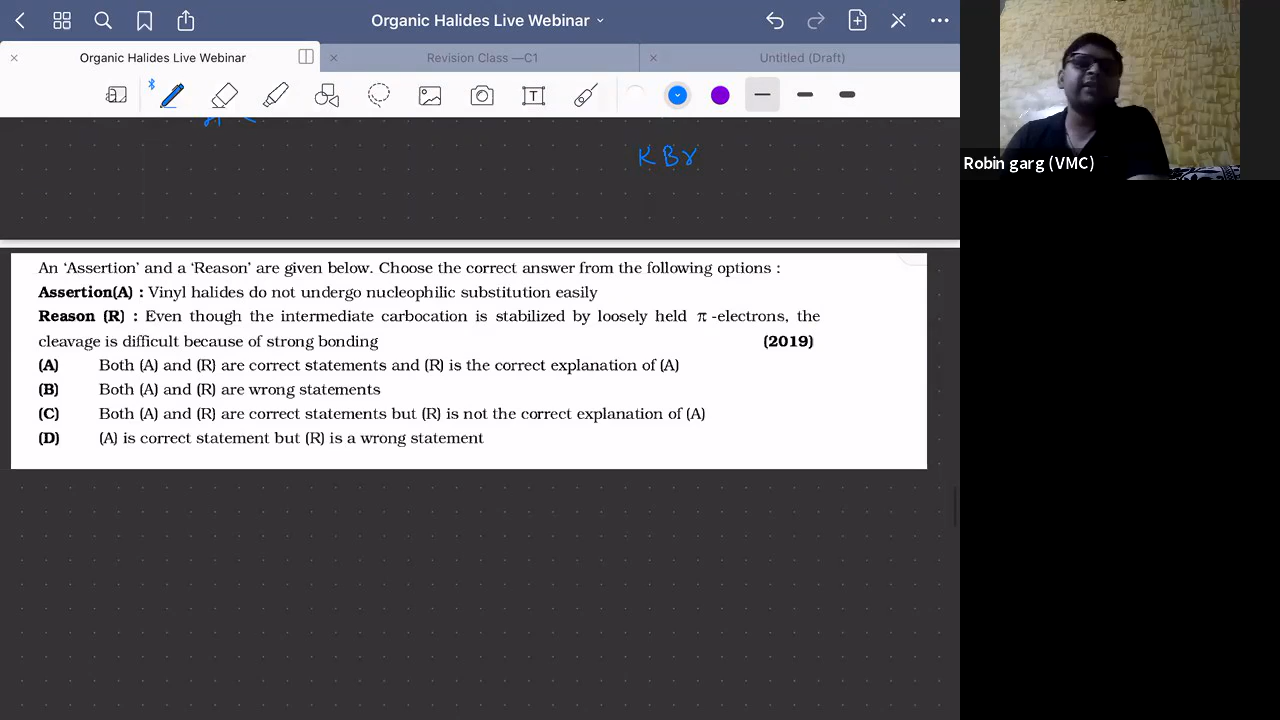 Organic Halides Live Webinar
Organic Halides Live Webinar
Revision Class —C1
Untitled (Draft)
T
K Br
Robin garg (VMC)
An ‘Assertion’ and a ‘Reason’ are given below. Choose the correct answer from the following options :
Assertion(A) : Vinyl halides do not undergo nucleophilic substitution easily
Reason (R) : Even though the intermediate carbocation is stabilized by loosely held π -electrons, the
cleavage is difficult because of strong bonding (2019)
(A) Both (A) and (R) are correct statements and (R) is the correct explanation of (A)
(B) Both (A) and (R) are wrong statements
(C) Both (A) and (R) are correct statements but (R) is not the correct explanation of (A)
(D) (A) is correct statement but (R) is a wrong statement